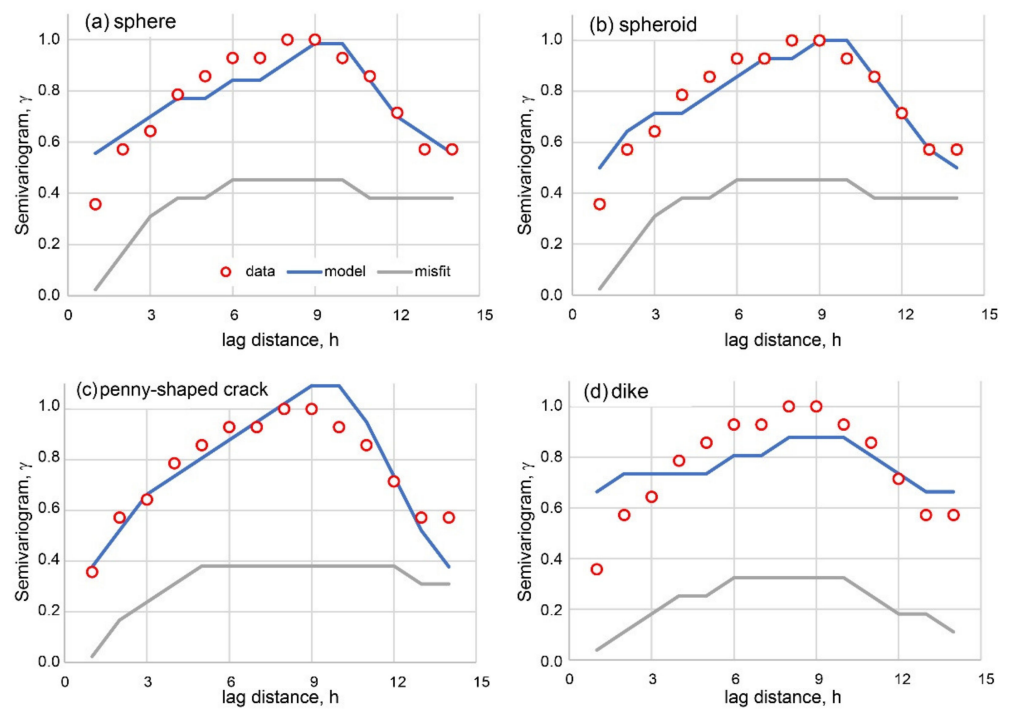 (a) sphere
Semivariogram, γ
1.0
0.8
0.6
0.4
0.2
0.0
data
model
misfit
0 3 6 9 12 15
lag distance, h
(b) spheroid
Semivariogram, γ
1.0
0.8
0.6
0.4
0.2
0.0
0 3 6 9 12 15
lag distance, h
(c) penny-shaped crack
Semivariogram, γ
1.0
0.8
0.6
0.4
0.2
0.0
0 3 6 9 12 15
lag distance, h
(d) dike
Semivariogram, γ
1.0
0.8
0.6
0.4
0.2
0.0
0 3 6 9 12 15
lag distance, h